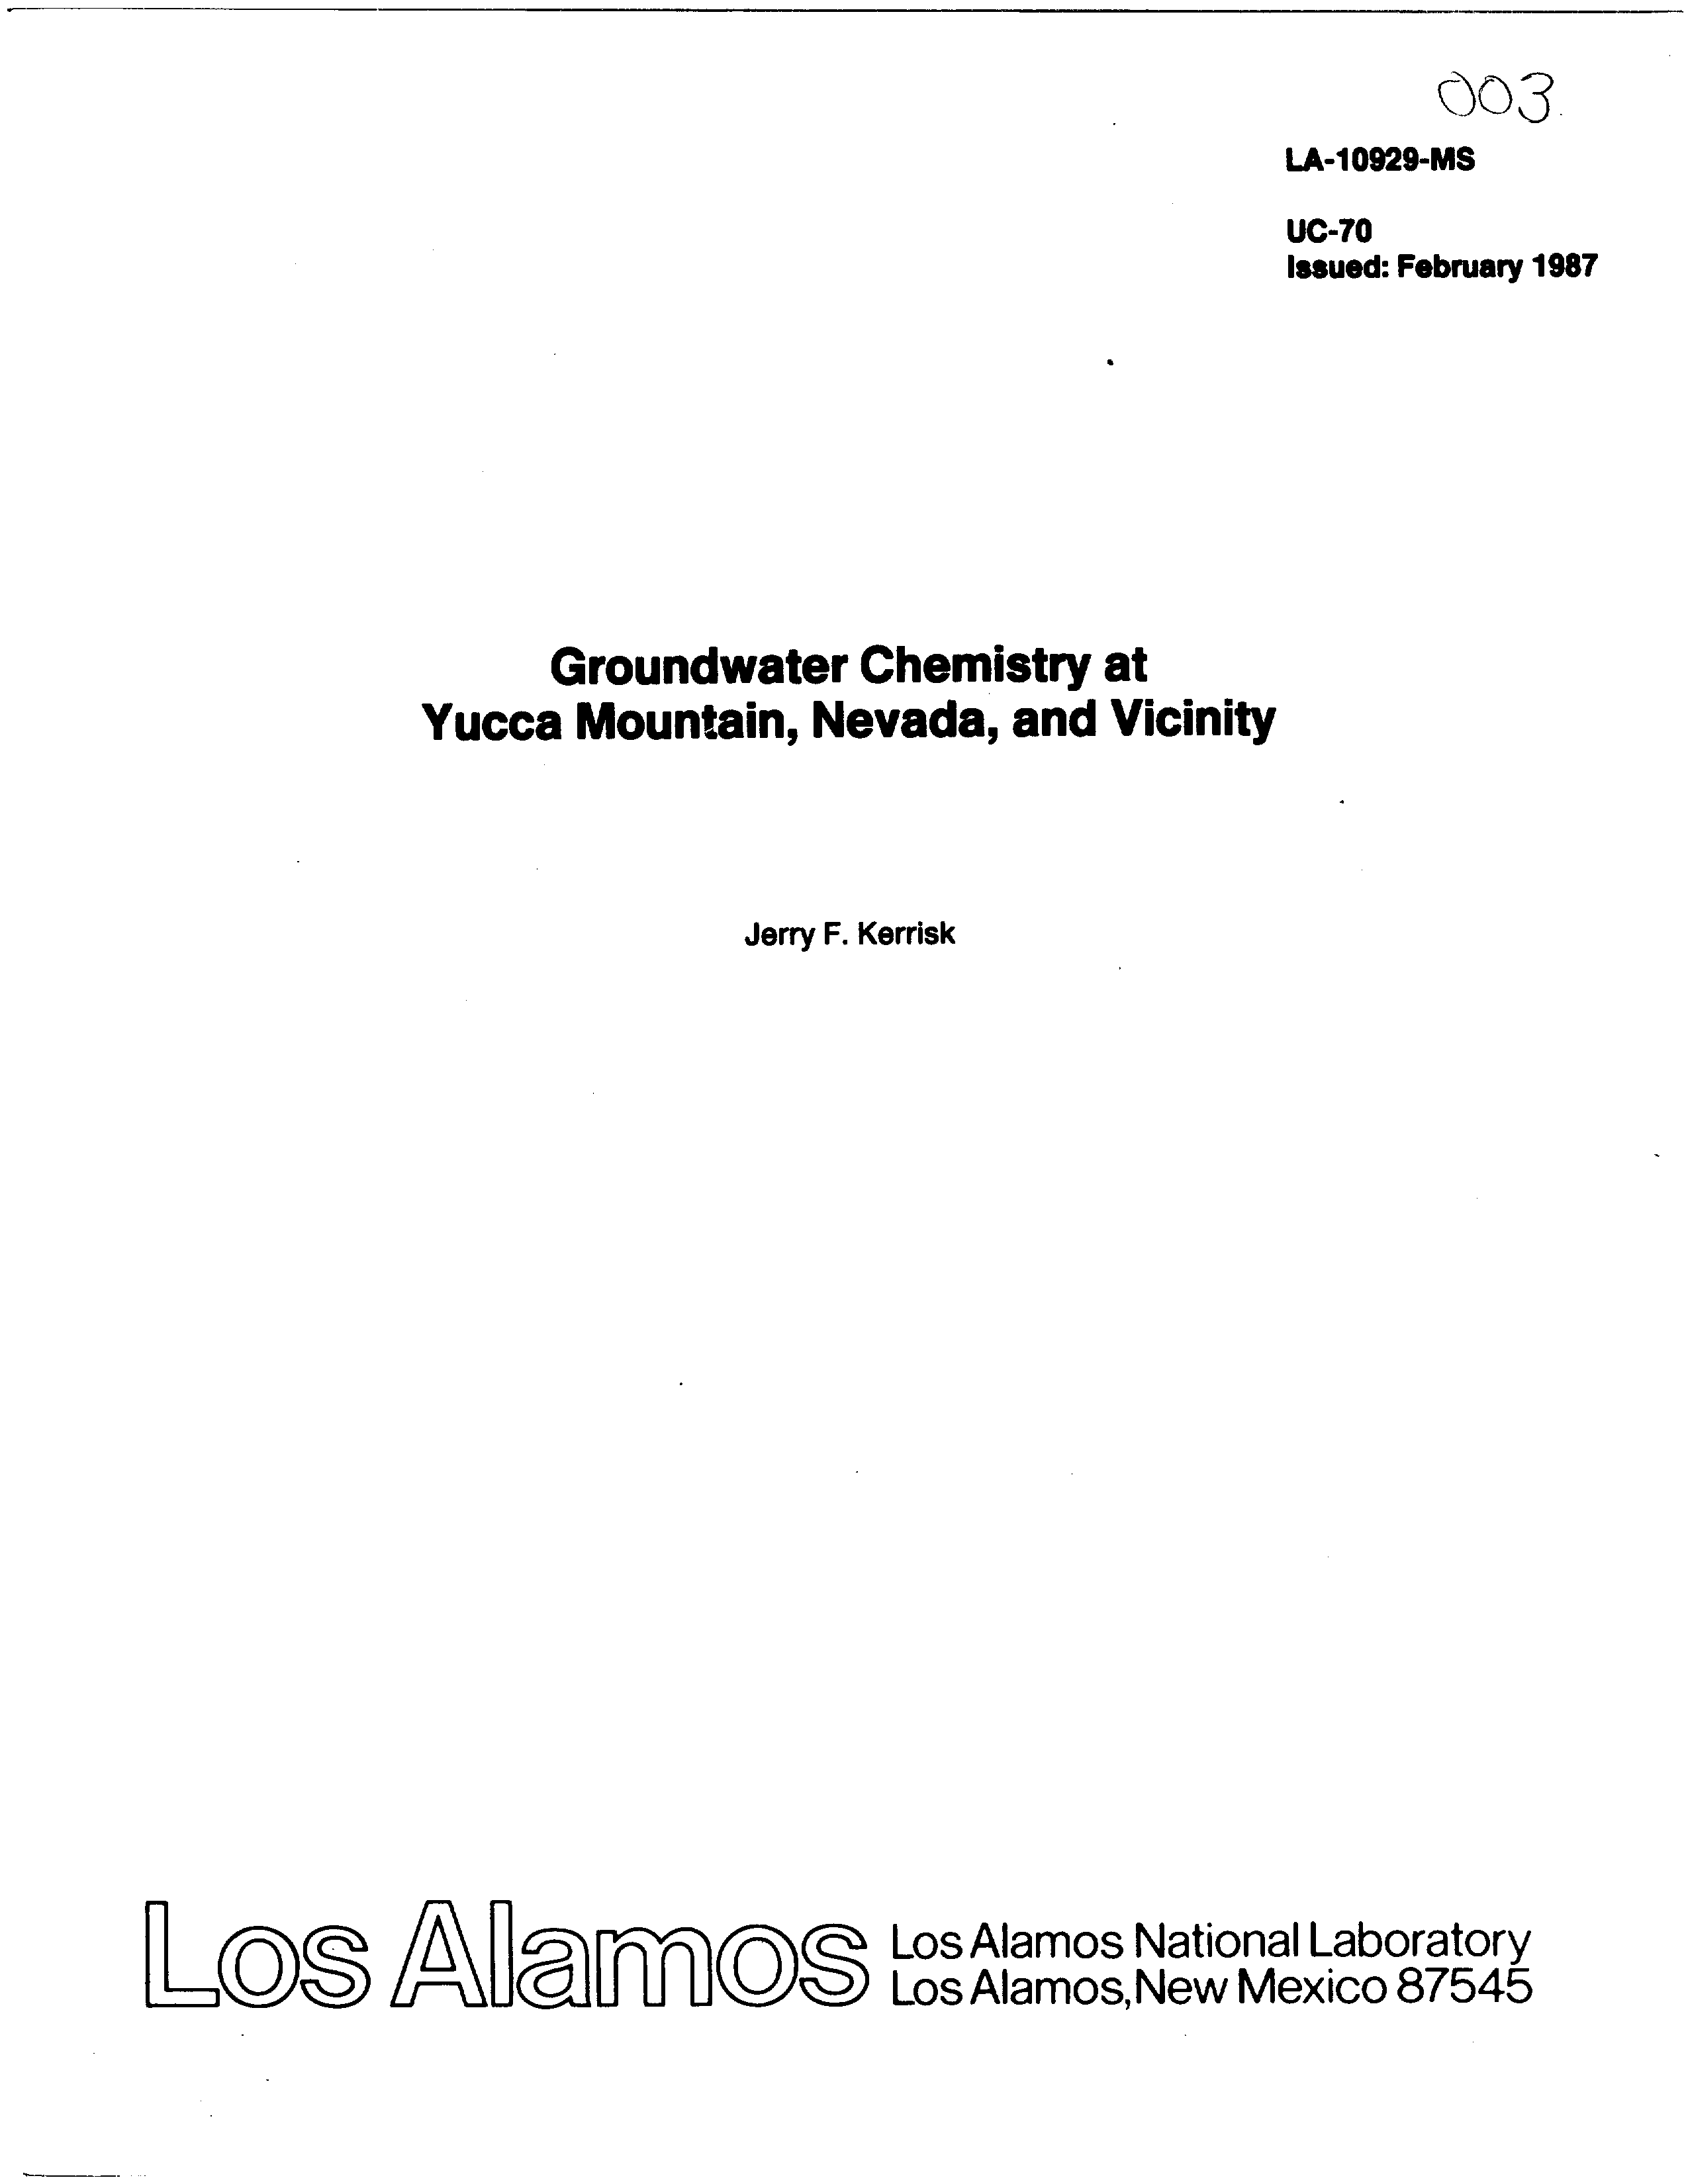 003.
LA-10929-MS
UC-70
Issued: February 1987
Groundwater Chemistry at
Yucca Mountain, Nevada, and Vicinity
Jerry F. Kerrisk
Los Alamos
Los Alamos National Laboratory
Los Alamos, New Mexico 87545